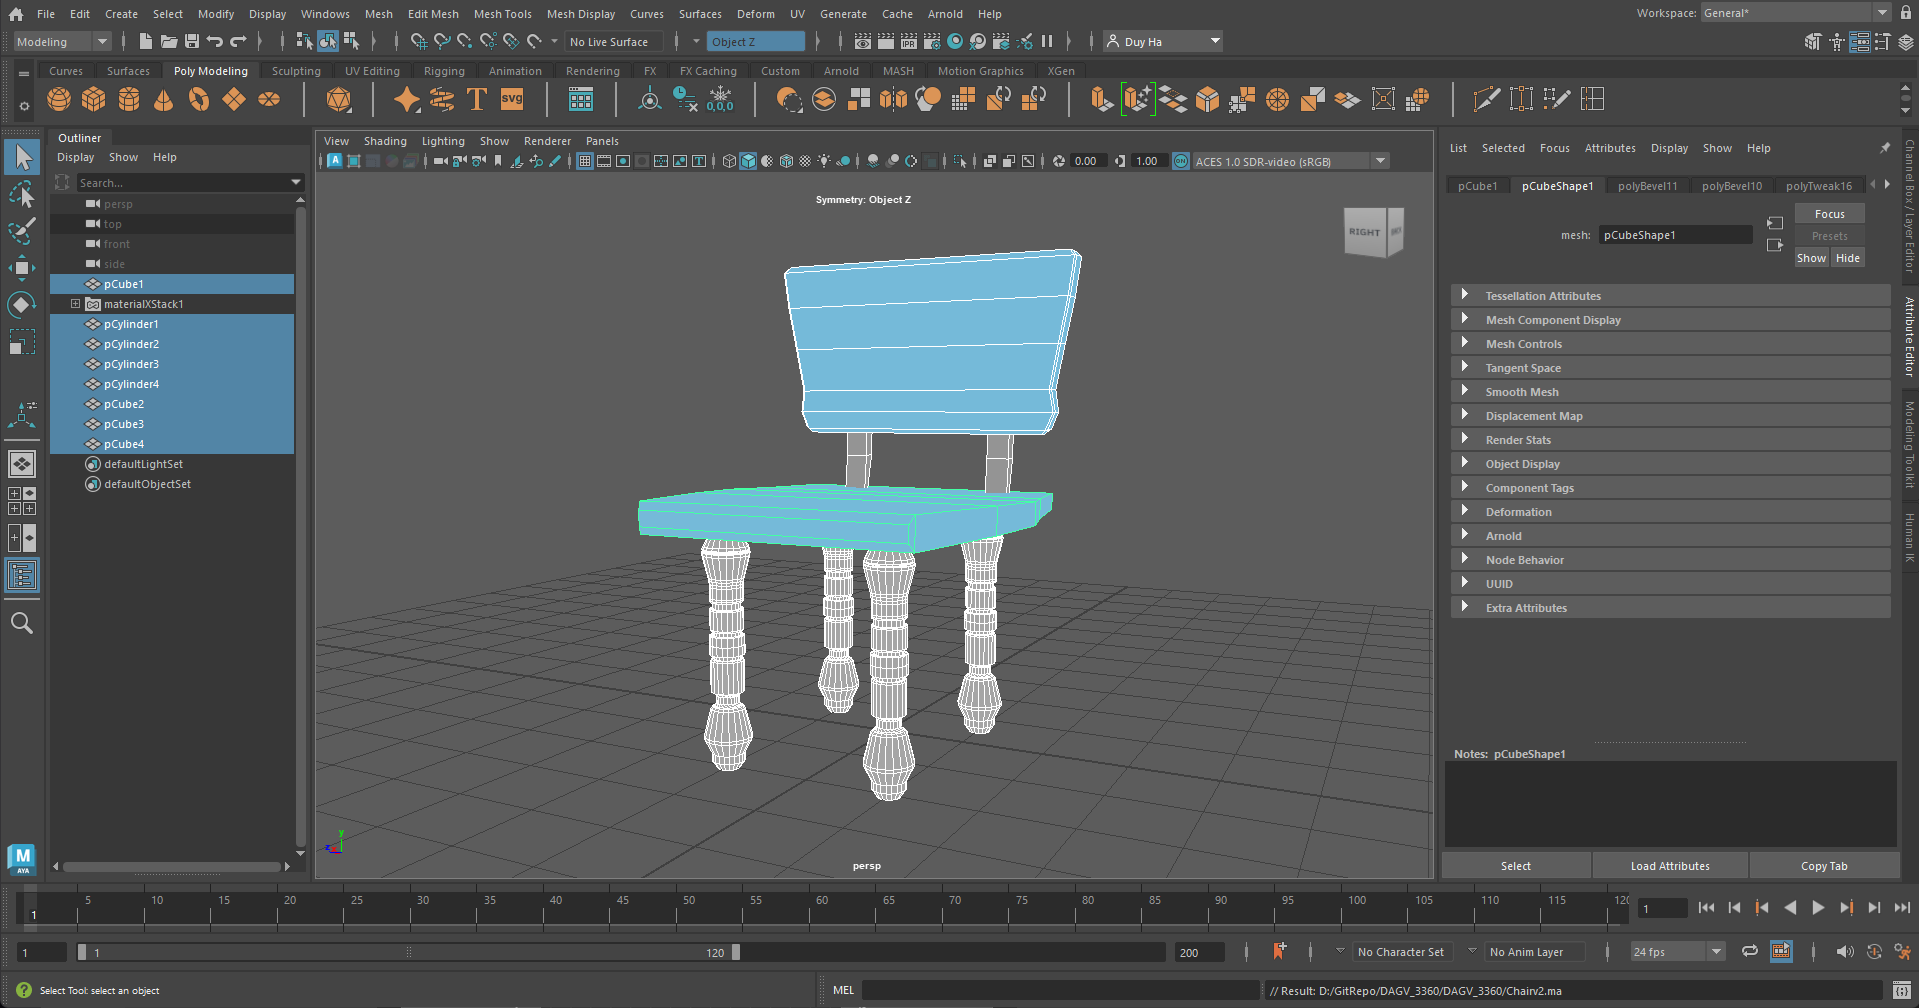 File Edit Create Select Modify Display Windows Mesh Edit Mesh Mesh Tools Mesh Display Curves Surfaces Deform UV Generate Cache Arnold Help Workspace: General*
Modeling No Live Surface Object Z IPR Duy Ha
Curves Surfaces Poly Modeling Sculpting UV Editing Rigging Animation Rendering FX FX Caching Custom Arnold MASH Motion Graphics XGen
T SVG 0,0,0
Outliner
Display Show Help
Search...
persp
top
front
side
pCube1
materialXStack1
pCylinder1
pCylinder2
pCylinder3
pCylinder4
pCube2
pCube3
pCube4
defaultLightSet
defaultObjectSet
M
AYA
View Shading Lighting Show Renderer Panels
A 0.00 1.00 ON ACES 1.0 SDR-video (sRGB)
Symmetry: Object Z
RIGHT
y
z
persp
List Selected Focus Attributes Display Show Help
pCube1 pCubeShape1 polyBevel11 polyBevel10 polyTweak16
mesh: pCubeShape1
Focus
Presets
Show Hide
Tessellation Attributes
Mesh Component Display
Mesh Controls
Tangent Space
Smooth Mesh
Displacement Map
Render Stats
Object Display
Component Tags
Deformation
Arnold
Node Behavior
UUID
Extra Attributes
Notes: pCubeShape1
Select Load Attributes Copy Tab
Channel Box / Layer Editor
Attribute Editor
Modeling Toolkit
Human IK
1 5 10 15 20 25 30 35 40 45 50 55 60 65 70 75 80 85 90 95 100 105 110 115 120 1
1 1 120 200 No Character Set No Anim Layer 24 fps
Select Tool: select an object MEL // Result: D:/GitRepo/DAGV_3360/DAGV_3360/Chairv2.ma